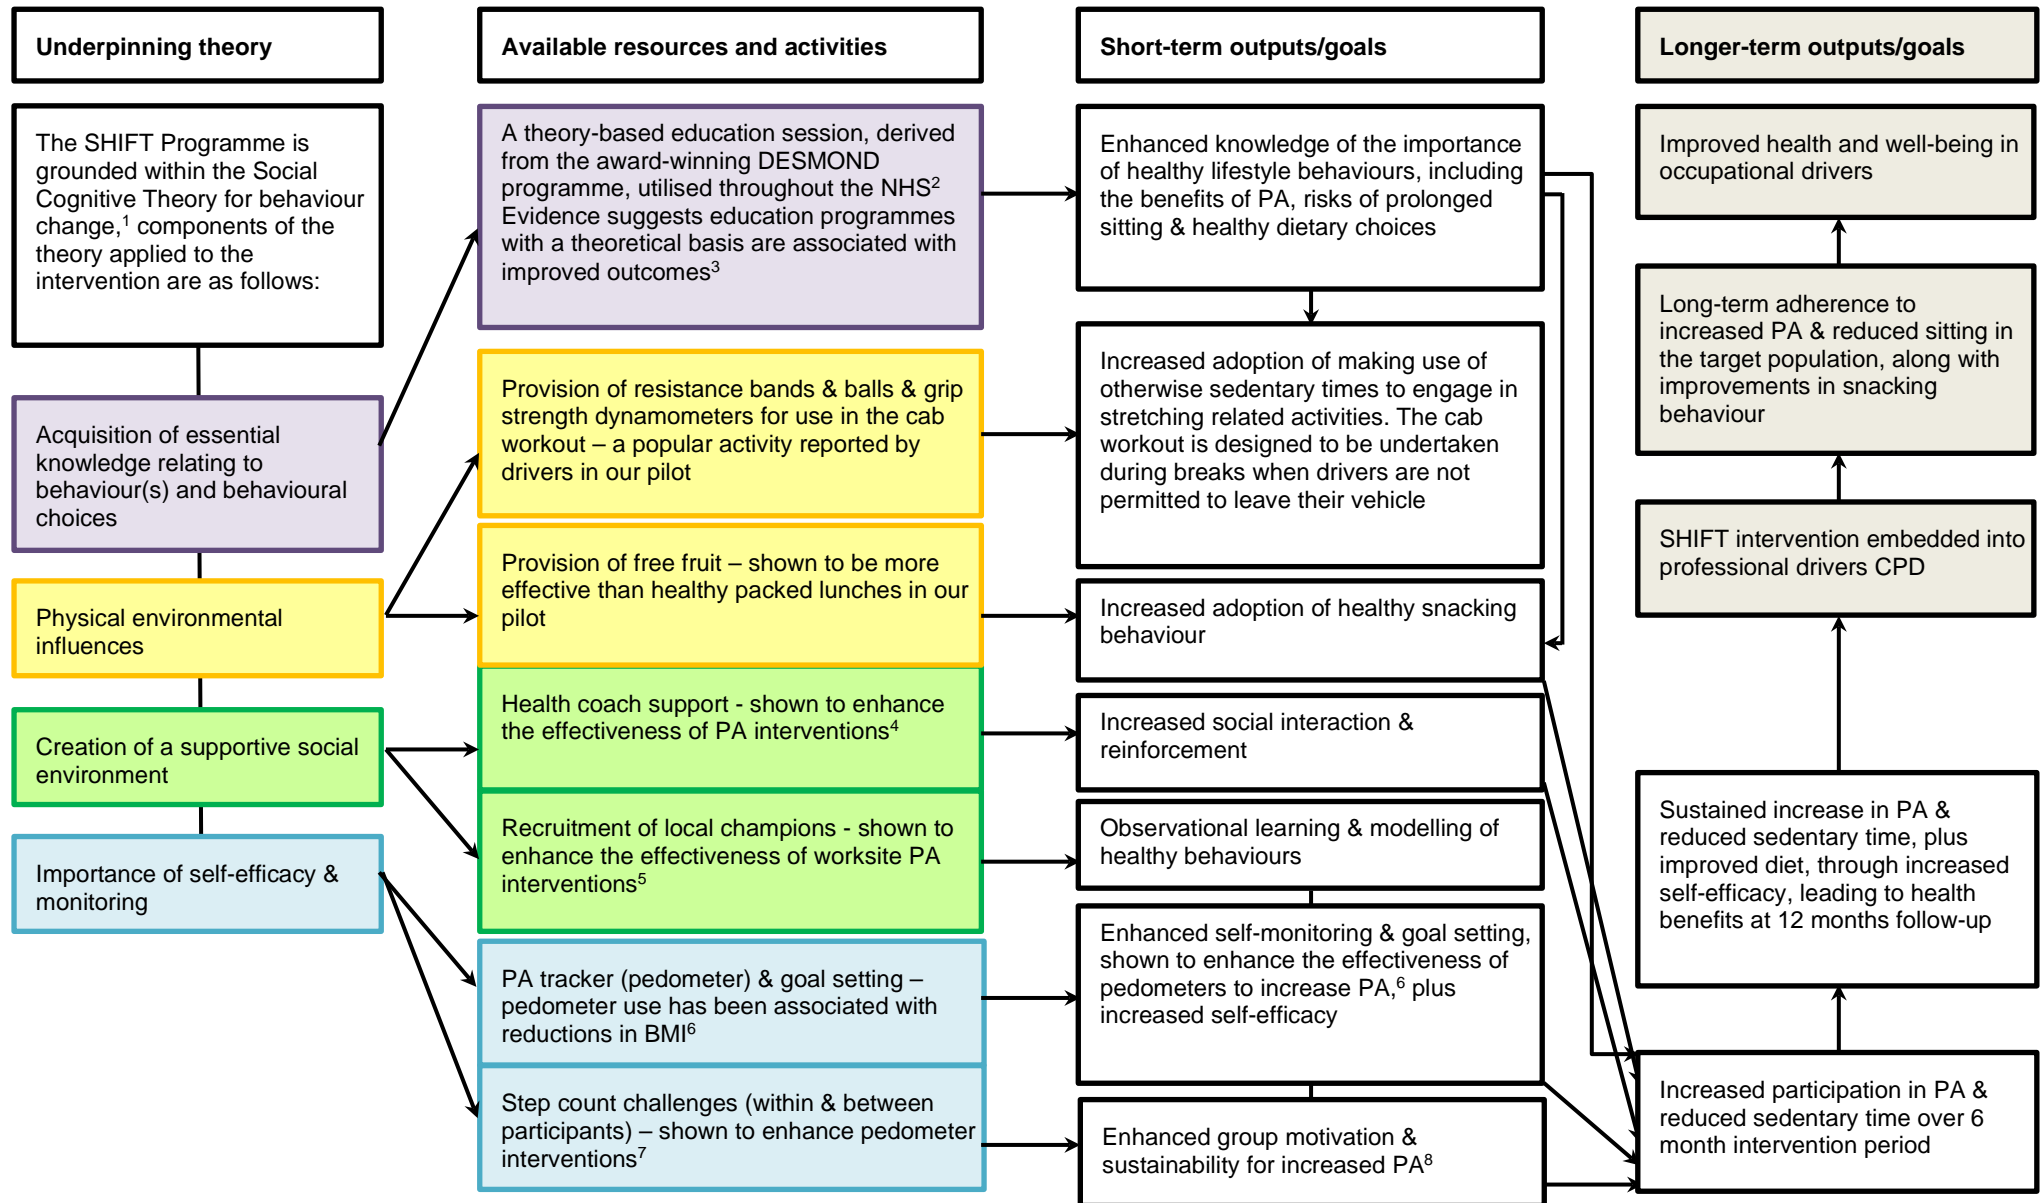 Underpinning theory
Available resources and activities
Short-term outputs/goals
Longer-term outputs/goals
The SHIFT Programme is
grounded within the Social
Cognitive Theory for behaviour
change,1 components of the
theory applied to the
intervention are as follows:
Acquisition of essential
knowledge relating to
behaviour(s) and behavioural
choices
Physical environmental
influences
Creation of a supportive social
environment
Importance of self-efficacy &
monitoring
A theory-based education session, derived
from the award-winning DESMOND
programme, utilised throughout the NHS2
Evidence suggests education programmes
with a theoretical basis are associated with
improved outcomes3
Provision of resistance bands & balls & grip
strength dynamometers for use in the cab
workout – a popular activity reported by
drivers in our pilot
Provision of free fruit – shown to be more
effective than healthy packed lunches in our
pilot
Health coach support - shown to enhance
the effectiveness of PA interventions4
Recruitment of local champions - shown to
enhance the effectiveness of worksite PA
interventions5
PA tracker (pedometer) & goal setting –
pedometer use has been associated with
reductions in BMI6
Step count challenges (within & between
participants) – shown to enhance pedometer
interventions7
Enhanced knowledge of the importance
of healthy lifestyle behaviours, including
the benefits of PA, risks of prolonged
sitting & healthy dietary choices
Increased adoption of making use of
otherwise sedentary times to engage in
stretching related activities. The cab
workout is designed to be undertaken
during breaks when drivers are not
permitted to leave their vehicle
Increased adoption of healthy snacking
behaviour
Increased social interaction &
reinforcement
Observational learning & modelling of
healthy behaviours
Enhanced self-monitoring & goal setting,
shown to enhance the effectiveness of
pedometers to increase PA,6 plus
increased self-efficacy
Enhanced group motivation &
sustainability for increased PA8
Improved health and well-being in
occupational drivers
Long-term adherence to
increased PA & reduced sitting in
the target population, along with
improvements in snacking
behaviour
SHIFT intervention embedded into
professional drivers CPD
Sustained increase in PA &
reduced sedentary time, plus
improved diet, through increased
self-efficacy, leading to health
benefits at 12 months follow-up
Increased participation in PA &
reduced sedentary time over 6
month intervention period